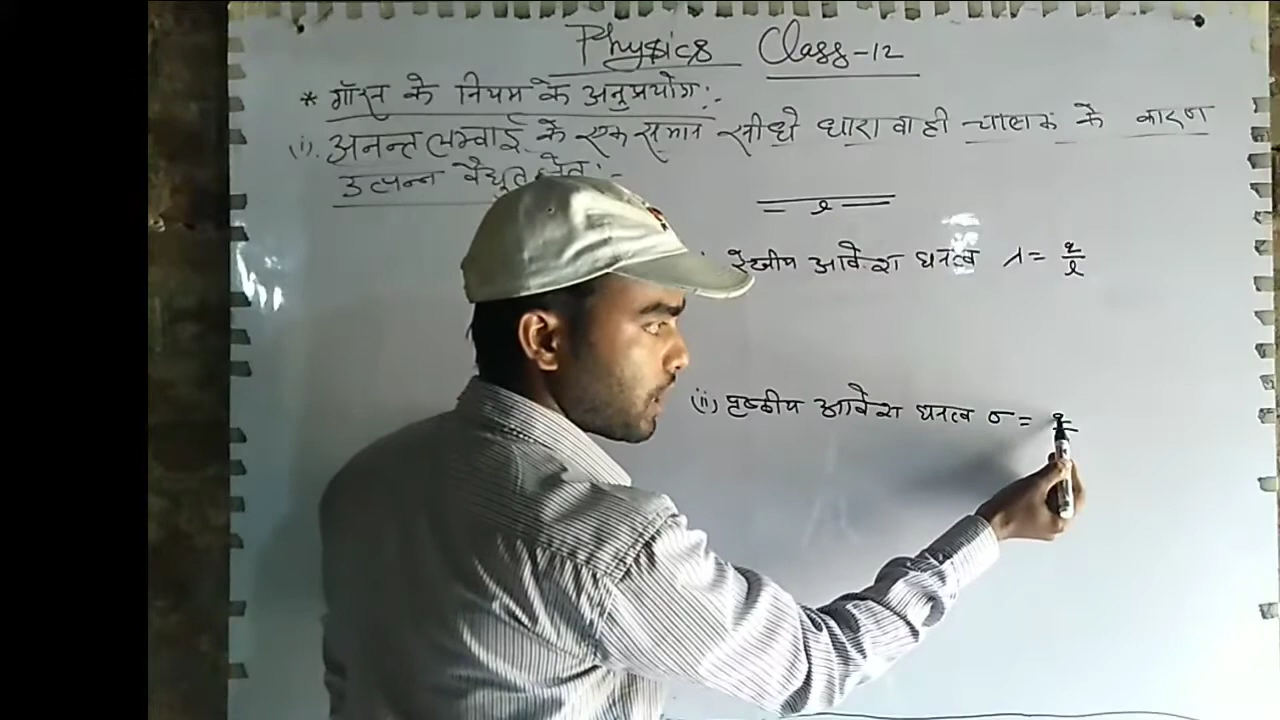 Physics Class-12
* गॉस के नियम के अनुप्रयोग:-
(i). अनन्त लम्बाई के एक समान सीधे धारावाही चालक के कारण
उत्पन्न वैद्युत क्षेत्र:-
l
रेखीय आवेश घनत्व λ = q/l
(ii) पृष्ठीय आवेश घनत्व σ = q